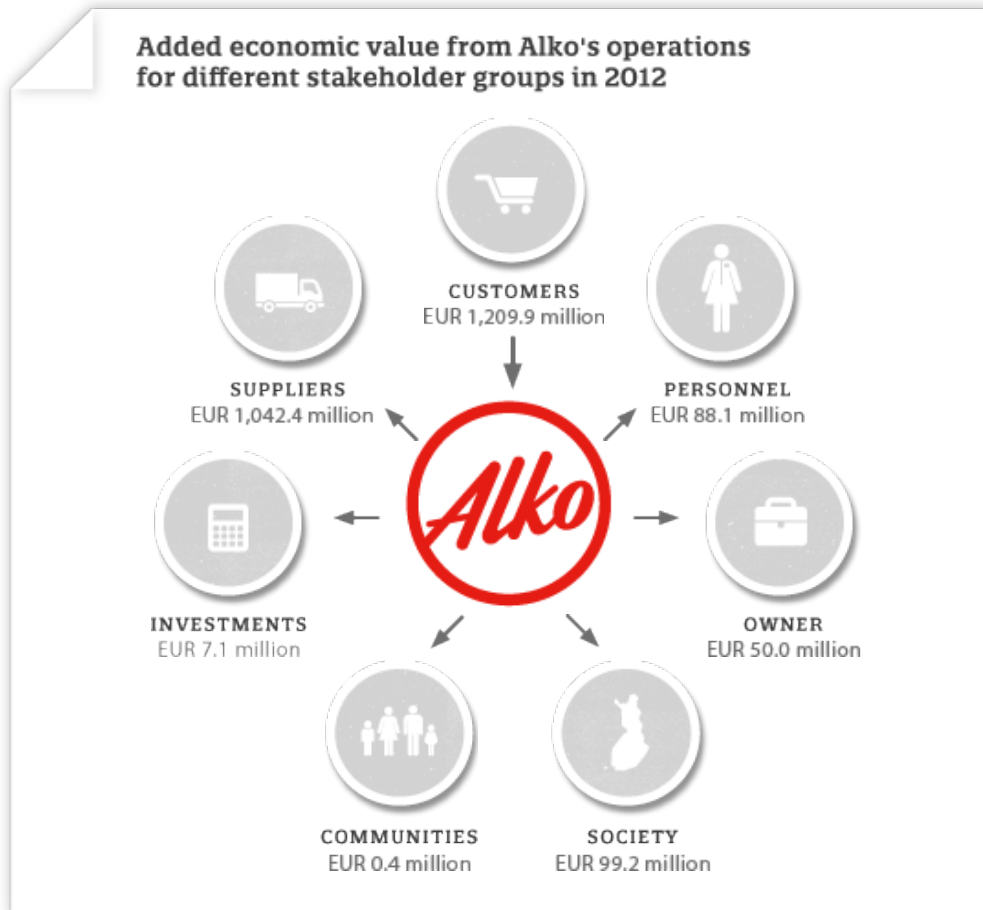 Added economic value from Alko's operations
for different stakeholder groups in 2012
CUSTOMERS
EUR 1,209.9 million
SUPPLIERS
EUR 1,042.4 million
PERSONNEL
EUR 88.1 million
Alko
INVESTMENTS
EUR 7.1 million
OWNER
EUR 50.0 million
COMMUNITIES
EUR 0.4 million
SOCIETY
EUR 99.2 million